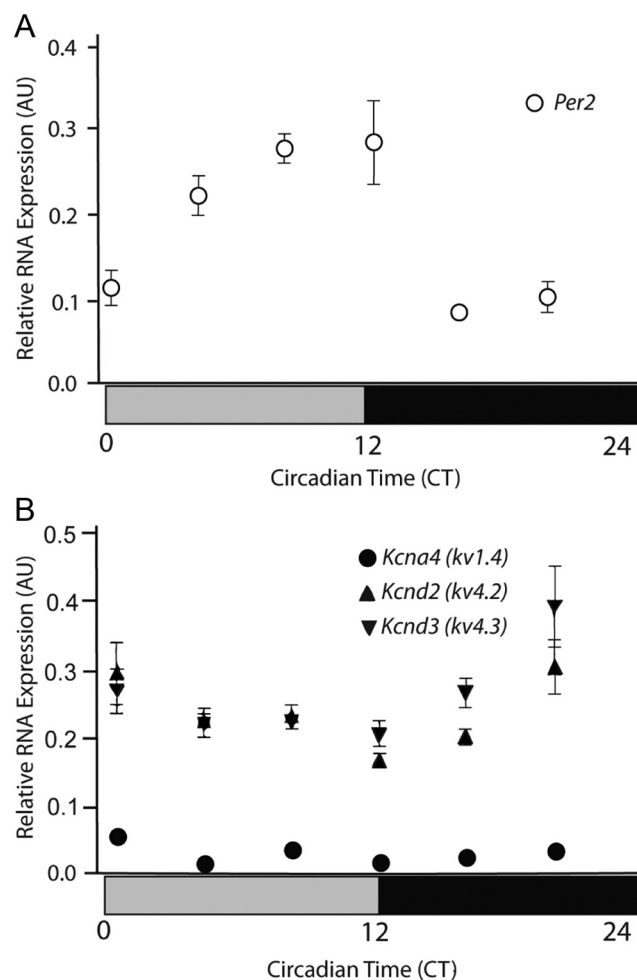 A
Relative RNA Expression (AU)
0.4
0.3
0.2
0.1
0.0
Per2
0 12 24
Circadian Time (CT)
B
Relative RNA Expression (AU)
0.5
0.4
0.3
0.2
0.1
0.0
Kcna4 (kv1.4)
Kcnd2 (kv4.2)
Kcnd3 (kv4.3)
0 12 24
Circadian Time (CT)